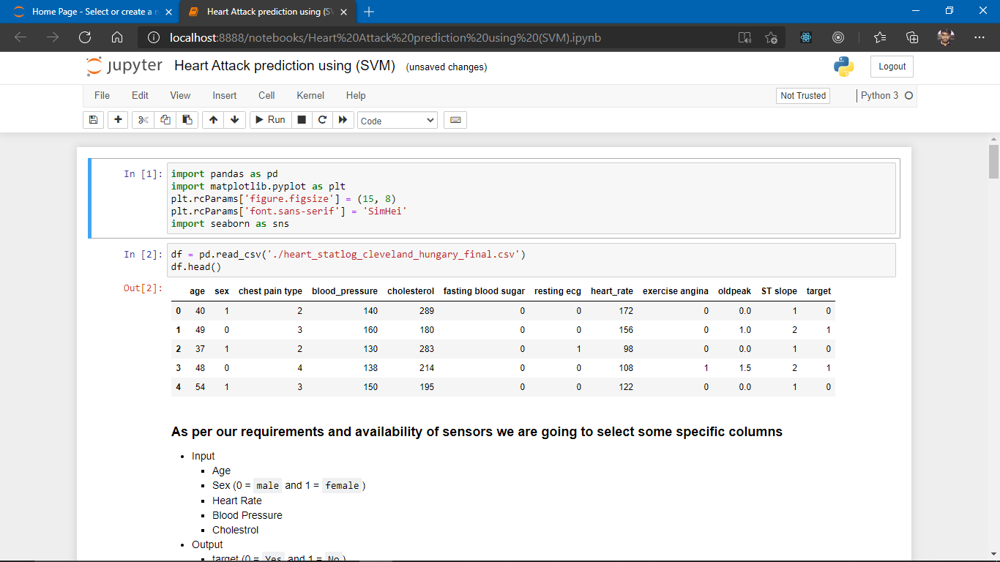 Home Page - Select or create a n
Heart Attack prediction using (SV
localhost:8888/notebooks/Heart%20Attack%20prediction%20using%20(SVM).ipynb
jupyter Heart Attack prediction using (SVM) (unsaved changes)
Logout
File Edit View Insert Cell Kernel Help
Not Trusted
Python 3
Run
Code
In [1]:
import pandas as pd
import matplotlib.pyplot as plt
plt.rcParams['figure.figsize'] = (15, 8)
plt.rcParams['font.sans-serif'] = 'SimHei'
import seaborn as sns
In [2]:
df = pd.read_csv('./heart_statlog_cleveland_hungary_final.csv')
df.head()
Out[2]:
age sex chest pain type blood_pressure cholesterol fasting blood sugar resting ecg heart_rate exercise angina oldpeak ST slope target
0 40 1 2 140 289 0 0 172 0 0.0 1 0
1 49 0 3 160 180 0 0 156 0 1.0 2 1
2 37 1 2 130 283 0 1 98 0 0.0 1 0
3 48 0 4 138 214 0 0 108 1 1.5 2 1
4 54 1 3 150 195 0 0 122 0 0.0 1 0
As per our requirements and availability of sensors we are going to select some specific columns
• Input
▪ Age
▪ Sex (0 = male and 1 = female )
▪ Heart Rate
▪ Blood Pressure
▪ Cholestrol
• Output
▪ target (0 = Yes and 1 = No )